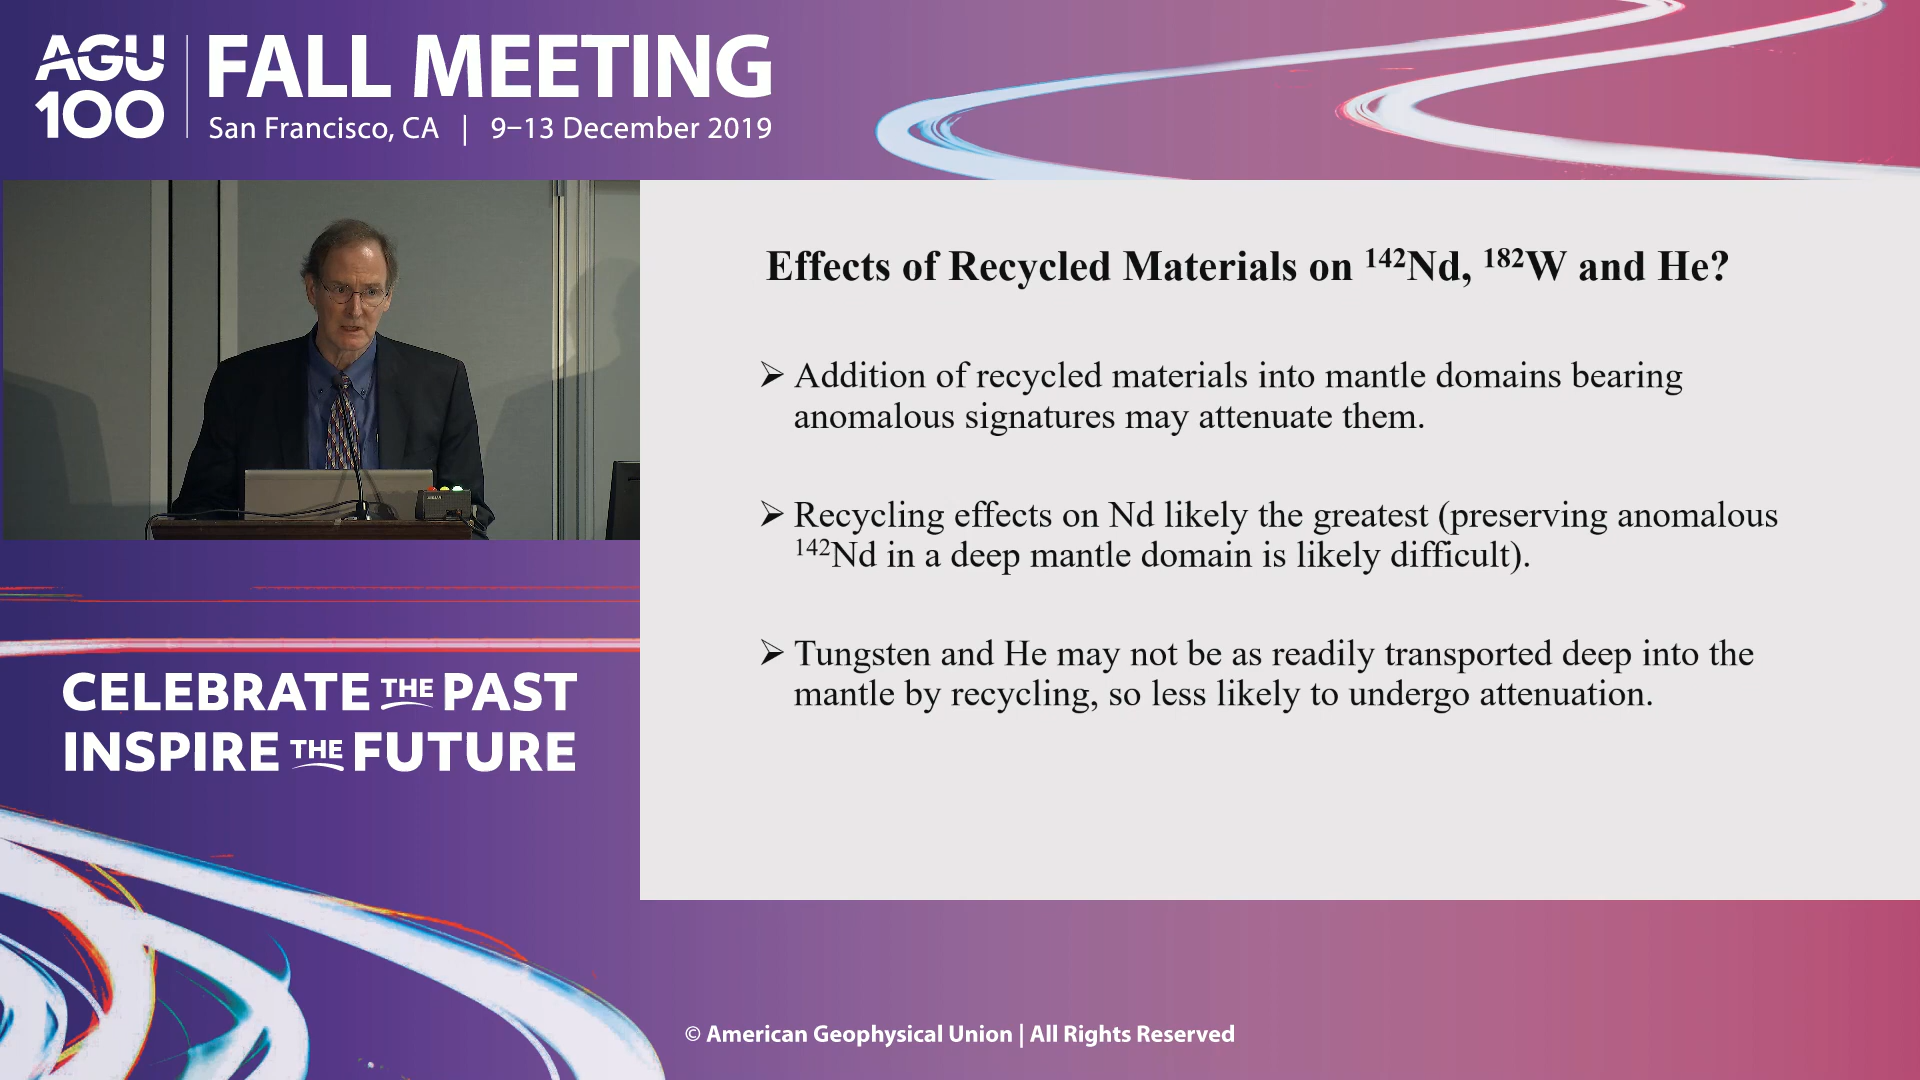 AGU
100
FALL MEETING
San Francisco, CA | 9–13 December 2019
Effects of Recycled Materials on ¹⁴²Nd, ¹⁸²W and He?
➢ Addition of recycled materials into mantle domains bearing
anomalous signatures may attenuate them.
➢ Recycling effects on Nd likely the greatest (preserving anomalous
¹⁴²Nd in a deep mantle domain is likely difficult).
➢ Tungsten and He may not be as readily transported deep into the
mantle by recycling, so less likely to undergo attenuation.
CELEBRATE THE PAST
INSPIRE THE FUTURE
© American Geophysical Union | All Rights Reserved